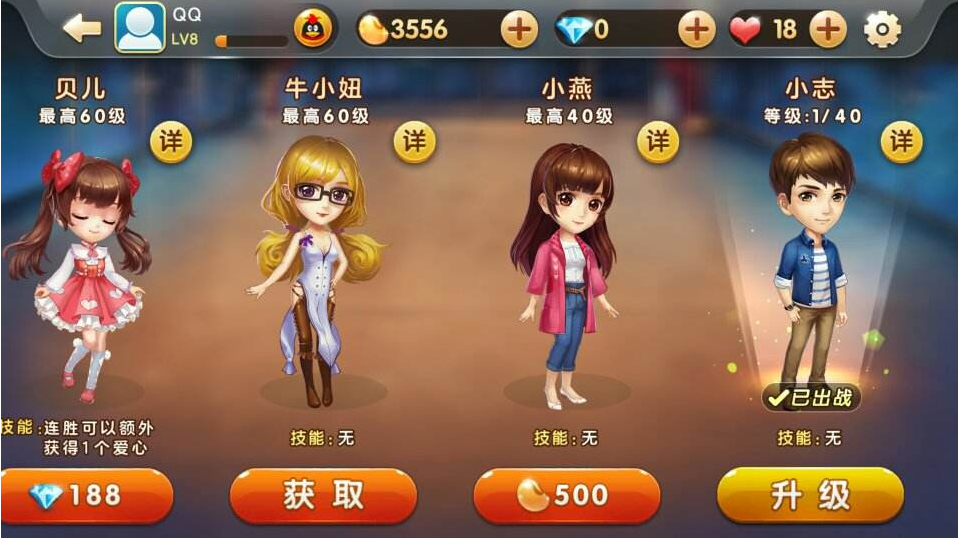 QQ
LV8
3556
0
18
贝儿
最高60级
详
牛小妞
最高60级
详
小燕
最高40级
详
小志
等级:1/40
详
已出战
技能:连胜可以额外
获得1个爱心
技能:无
技能:无
技能:无
188
获取
500
升级